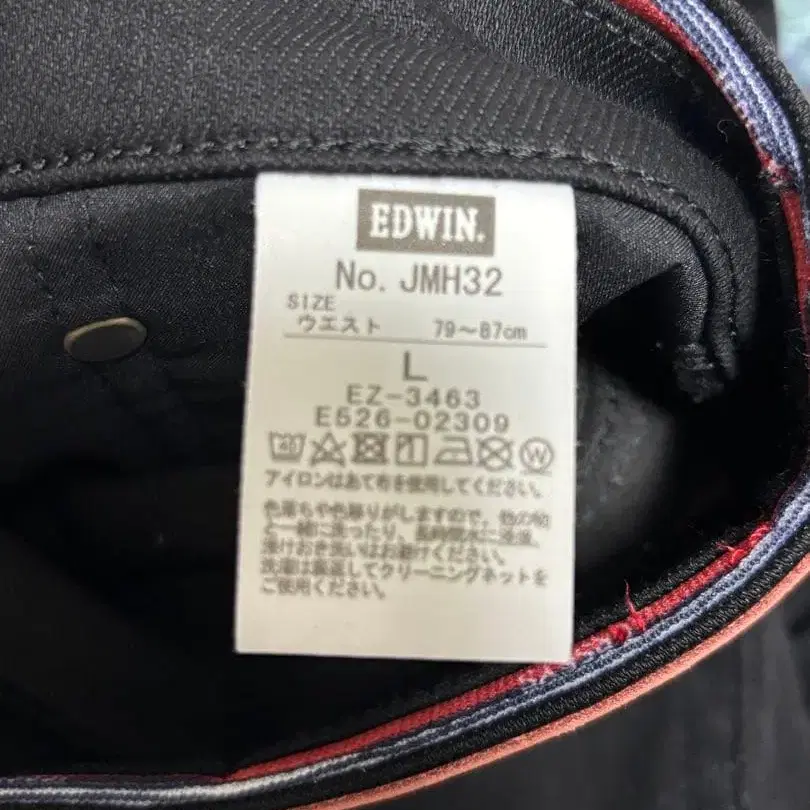 EDWIN.
No. JMH32
SIZE
ウエスト 79～87cm
L
EZ-3463
E526-02309
40
W
アイロンはあて布を使用してください。
色落ちや色移りがしますので、他の物
と一緒に洗ったり、長時間水に浸漬、
漬けおき洗いはお避けください。
洗濯は裏返してクリーニングネットを
ご使用ください。